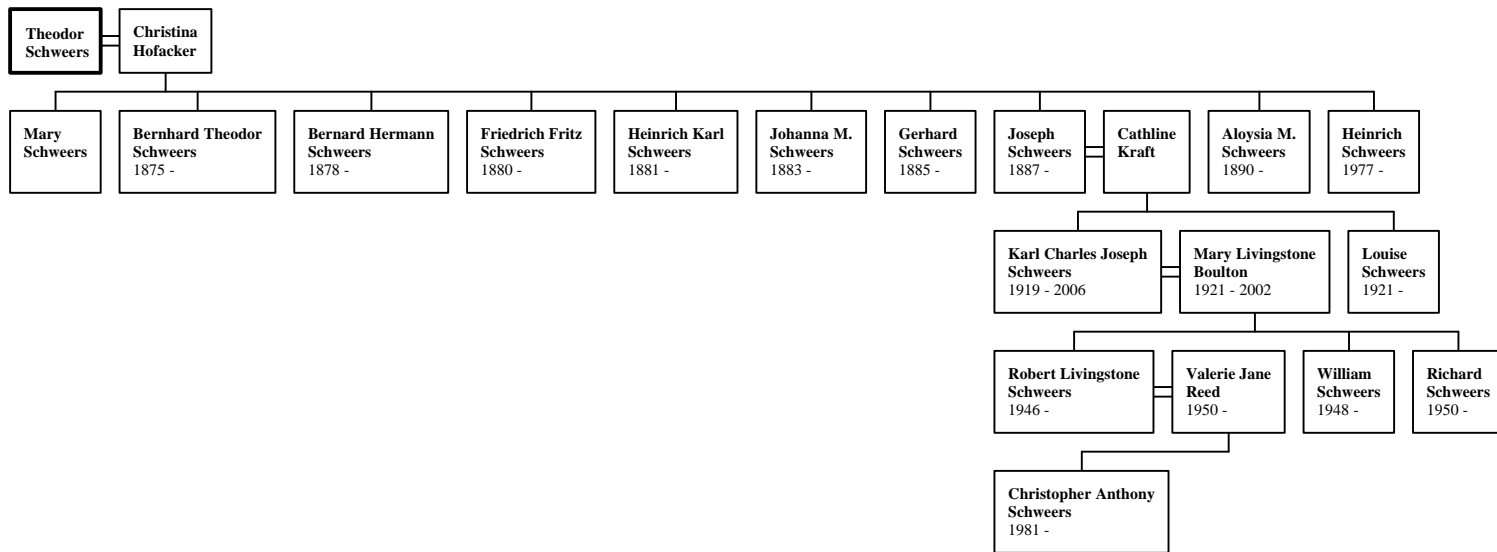 Theodor
Schweers
Christina
Hofacker
Mary
Schweers
Bernhard Theodor
Schweers
1875 -
Bernard Hermann
Schweers
1878 -
Friedrich Fritz
Schweers
1880 -
Heinrich Karl
Schweers
1881 -
Johanna M.
Schweers
1883 -
Gerhard
Schweers
1885 -
Joseph
Schweers
1887 -
Cathline
Kraft
Aloysia M.
Schweers
1890 -
Heinrich
Schweers
1977 -
Karl Charles Joseph
Schweers
1919 - 2006
Mary Livingstone
Boulton
1921 - 2002
Louise
Schweers
1921 -
Robert Livingstone
Schweers
1946 -
Valerie Jane
Reed
1950 -
William
Schweers
1948 -
Richard
Schweers
1950 -
Christopher Anthony
Schweers
1981 -